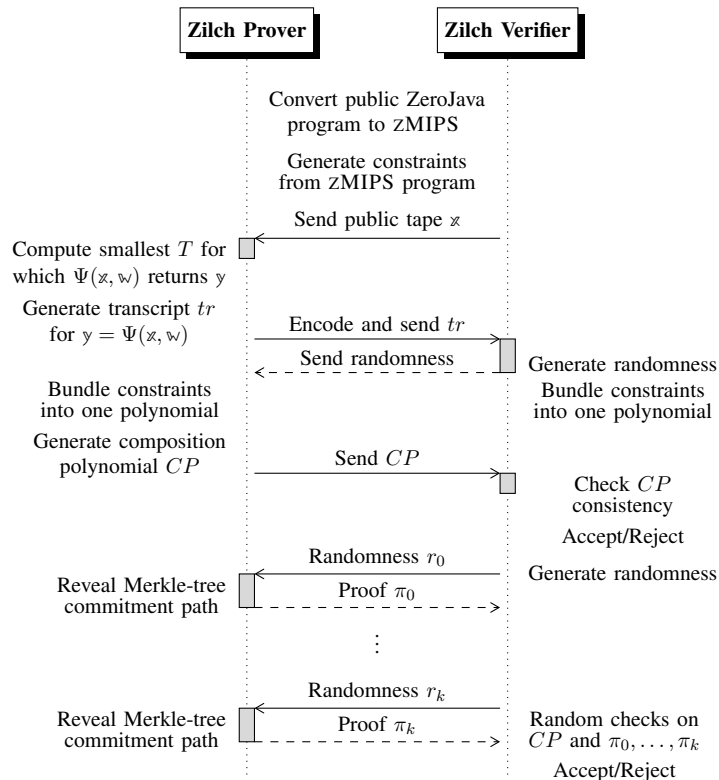 Zilch Prover
Zilch Verifier
Convert public ZeroJava
program to zMIPS
Generate constraints
from zMIPS program
Send public tape 𝕩
Compute smallest T for
which Ψ(𝕩, 𝕨) returns 𝕪
Generate transcript tr
for 𝕪 = Ψ(𝕩, 𝕨)
Encode and send tr
Send randomness
Generate randomness
Bundle constraints
into one polynomial
Bundle constraints
into one polynomial
Generate composition
polynomial CP
Send CP
Check CP
consistency
Accept/Reject
Randomness r₀
Generate randomness
Reveal Merkle-tree
commitment path
Proof π₀
⋮
Randomness rₖ
Reveal Merkle-tree
commitment path
Proof πₖ
Random checks on
CP and π₀, . . . , πₖ
Accept/Reject